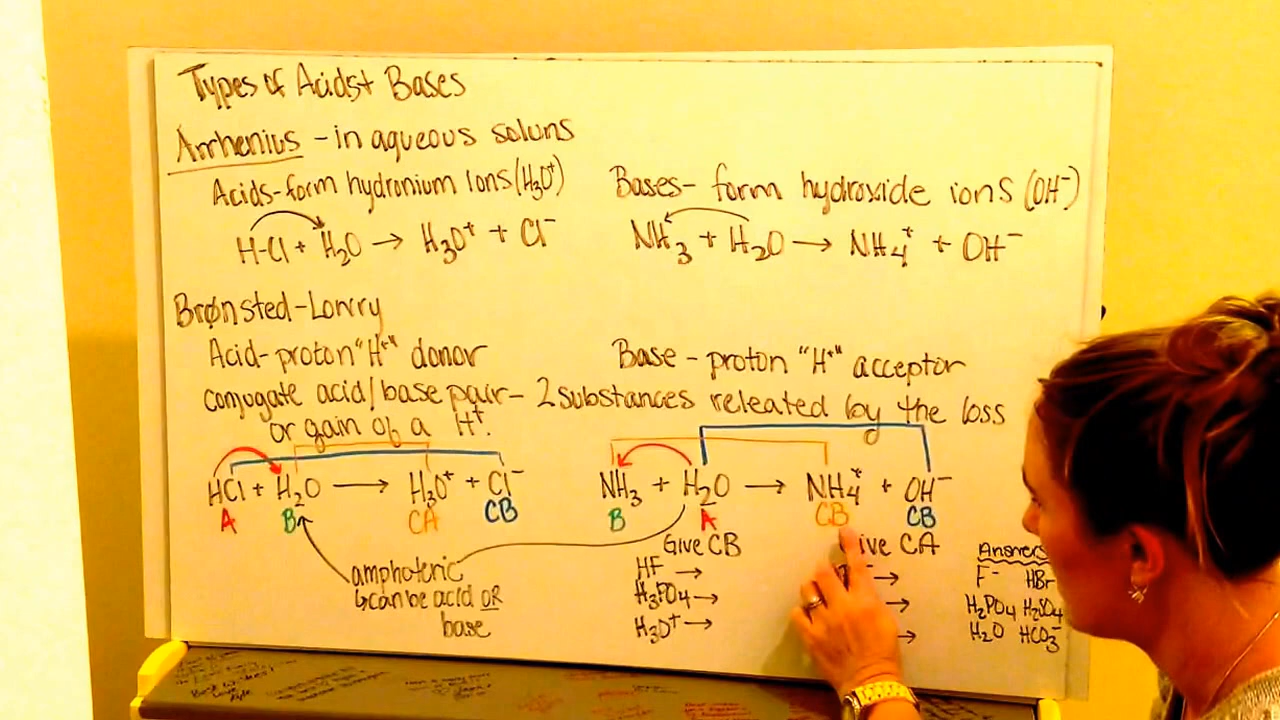 Types of Acids + Bases
Arrhenius - in aqueous soluns
Acids-form hydronium ions (H₃O⁺)
Bases- form hydroxide ions (OH⁻)
H-Cl + H₂O → H₃O⁺ + Cl⁻
NH₃ + H₂O → NH₄⁺ + OH⁻
Brønsted-Lowry
Acid-proton "H⁺" donor
Base - proton "H⁺" acceptor
conjugate acid/base pair- 2 substances releated by the loss
or gain of a H⁺.
HCl + H₂O → H₃O⁺ + Cl⁻
A B CA CB
NH₃ + H₂O → NH₄⁺ + OH⁻
B A CB CB
amphoteric
↳ can be acid OR
base
Give CB
HF →
H₃PO₄ →
H₃O⁺ →
Give CA
→
→
→
Answers
F⁻ HBr
H₂PO₄ H₂SO₄
H₂O HCO₃⁻